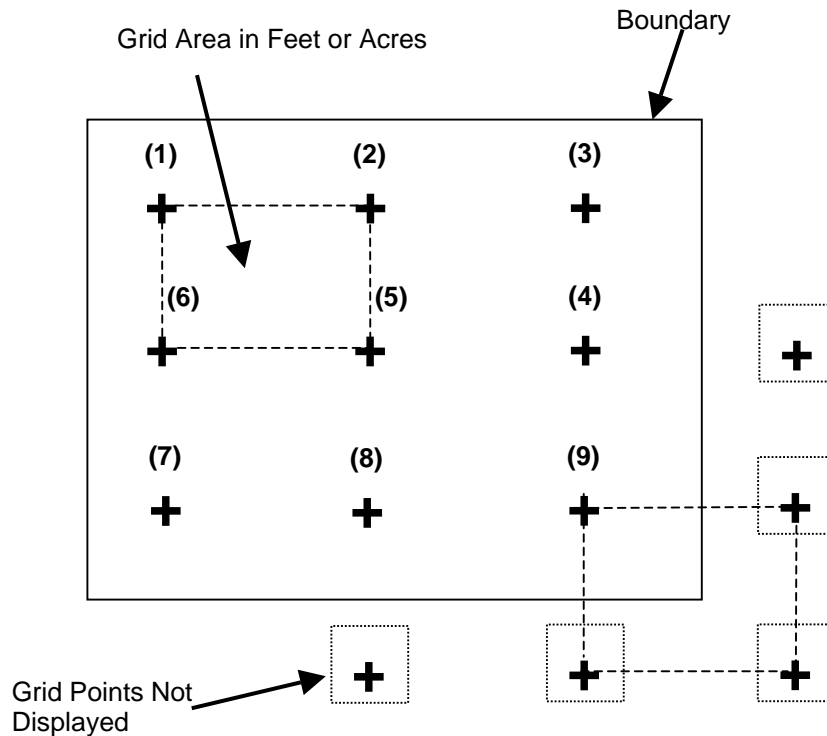 Boundary
Grid Area in Feet or Acres
(1) (2) (3)
(6) (5) (4)
(7) (8) (9)
Grid Points Not
Displayed